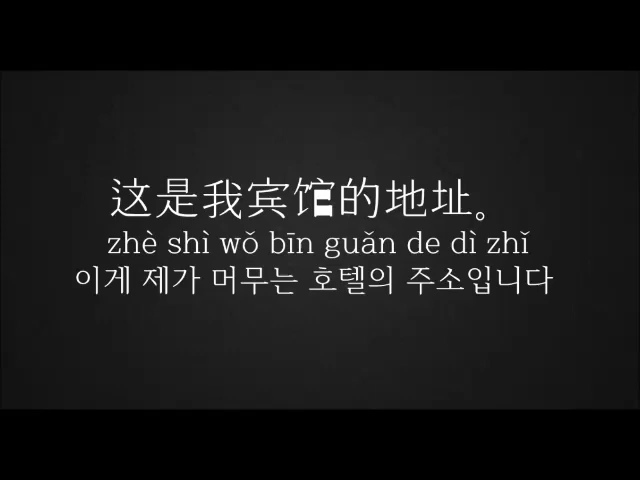 这是我宾馆的地址。
zhè shì wǒ bīn guǎn de dì zhǐ
이게 제가 머무는 호텔의 주소입니다